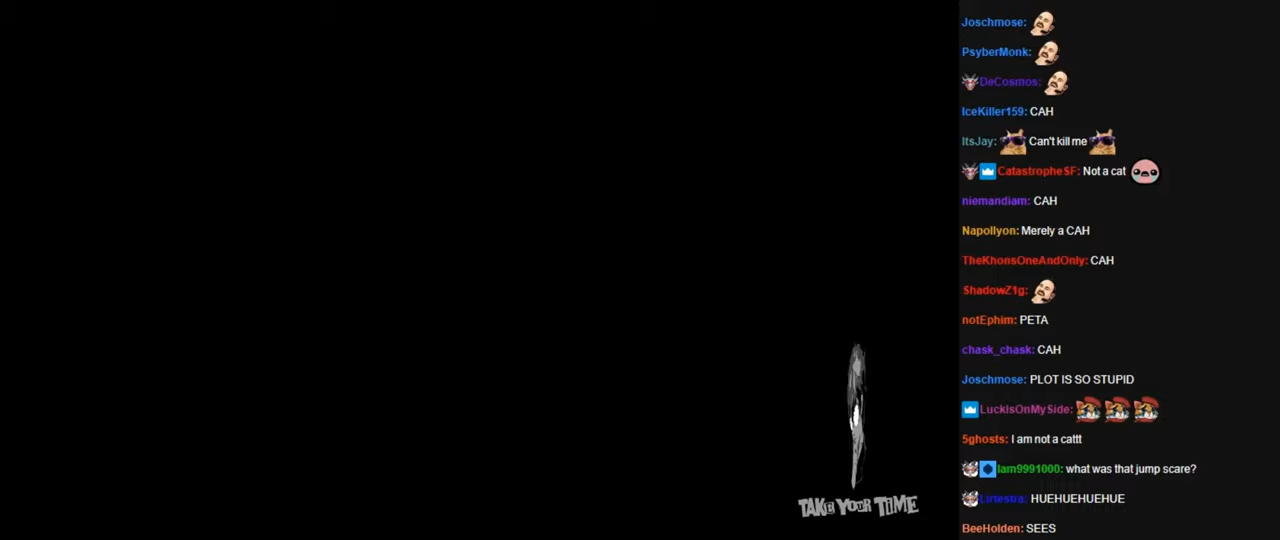 TAKE YOUR TIME
Joschmose:
PsyberMonk:
DeCosmos:
IceKiller159: CAH
ItsJay: Can't kill me
CatastropheSF: Not a cat
niemandiam: CAH
Napollyon: Merely a CAH
TheKhonsOneAndOnly: CAH
ShadowZ1g:
notEphim: PETA
chask_chask: CAH
Joschmose: PLOT IS SO STUPID
LuckIsOnMySide:
5ghosts: I am not a cattt
Iam9991000: what was that jump scare?
Lirtestra: HUEHUEHUEHUE
BeeHolden: SEES